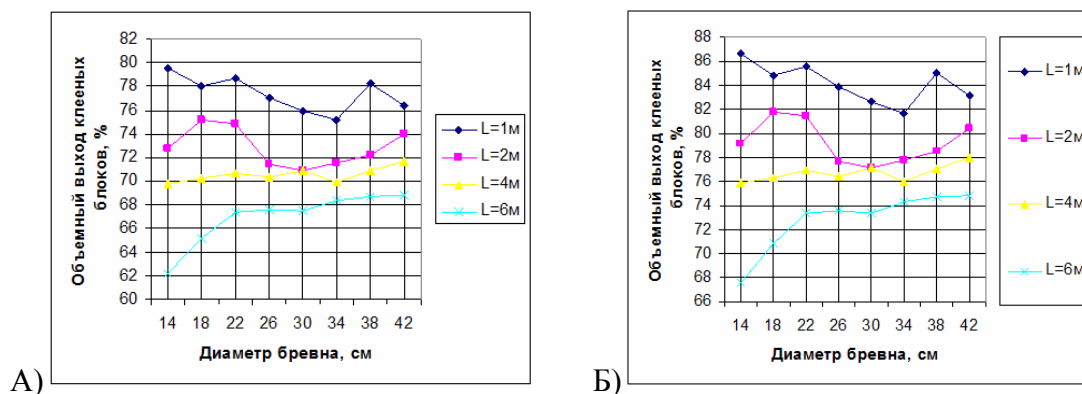 Объемный выход клееных
блоков, %
82
80
78
76
74
72
70
68
66
64
62
60
14 18 22 26 30 34 38 42
Диаметр бревна, см
L=1м
L=2м
L=4м
L=6м
А)
Объемный выход клееных
блоков, %
88
86
84
82
80
78
76
74
72
70
68
66
14 18 22 26 30 34 38 42
Диаметр бревна, см
L=1м
L=2м
L=4м
L=6м
Б)